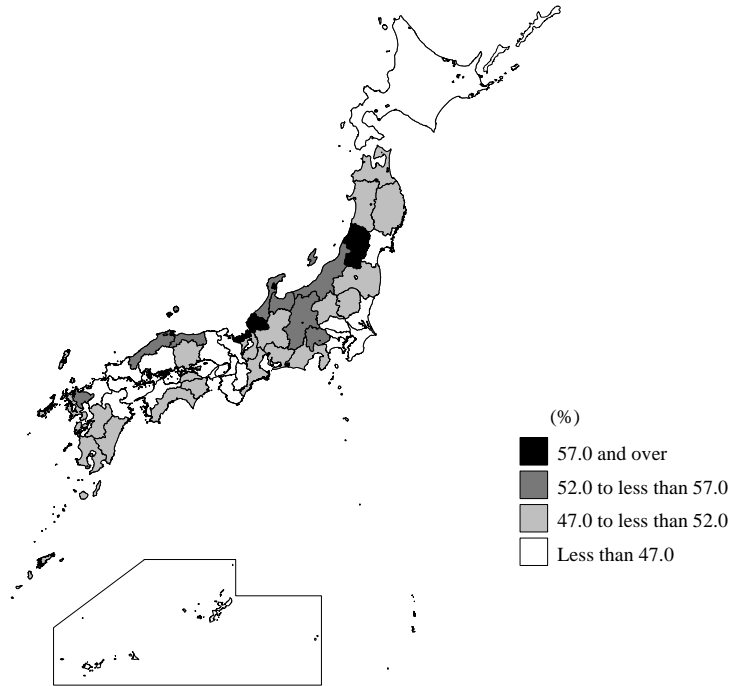 (%)
57.0 and over
52.0 to less than 57.0
47.0 to less than 52.0
Less than 47.0